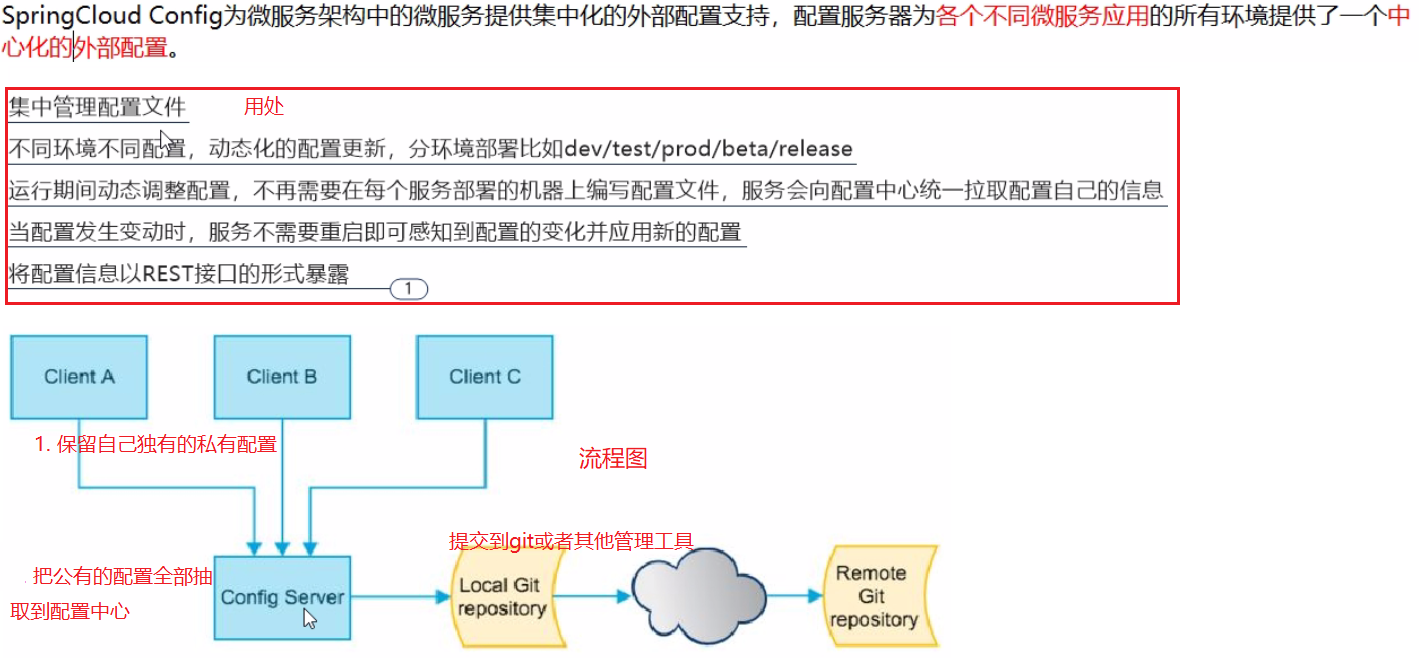 SpringCloud Config为微服务架构中的微服务提供集中化的外部配置支持，配置服务器为各个不同微服务应用的所有环境提供了一个中
心化的外部配置。
集中管理配置文件
用处
不同环境不同配置，动态化的配置更新，分环境部署比如dev/test/prod/beta/release
运行期间动态调整配置，不再需要在每个服务部署的机器上编写配置文件，服务会向配置中心统一拉取配置自己的信息
当配置发生变动时，服务不需要重启即可感知到配置的变化并应用新的配置
将配置信息以REST接口的形式暴露
1
Client A
Client B
Client C
1. 保留自己独有的私有配置
流程图
提交到git或者其他管理工具
把公有的配置全部抽
取到配置中心
Config Server
Local Git
repository
Remote
Git
repository